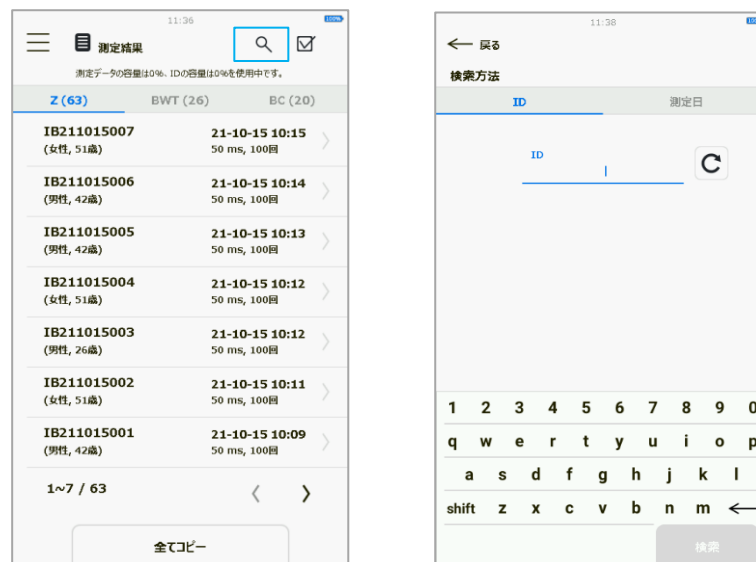 11:36
100%
測定結果
測定データの容量は0%、IDの容量は0%を使用中です。
Z (63) BWT (26) BC (20)
IB211015007 21-10-15 10:15
(女性, 51歳) 50 ms, 100回
IB211015006 21-10-15 10:14
(男性, 42歳) 50 ms, 100回
IB211015005 21-10-15 10:13
(男性, 42歳) 50 ms, 100回
IB211015004 21-10-15 10:12
(女性, 51歳) 50 ms, 100回
IB211015003 21-10-15 10:12
(男性, 26歳) 50 ms, 100回
IB211015002 21-10-15 10:11
(女性, 51歳) 50 ms, 100回
IB211015001 21-10-15 10:09
(男性, 42歳) 50 ms, 100回
1~7 / 63
全てコピー
11:38
戻る
検索方法
ID 測定日
ID
1 2 3 4 5 6 7 8 9 0
q w e r t y u i o p
a s d f g h j k l
shift z x c v b n m
検索